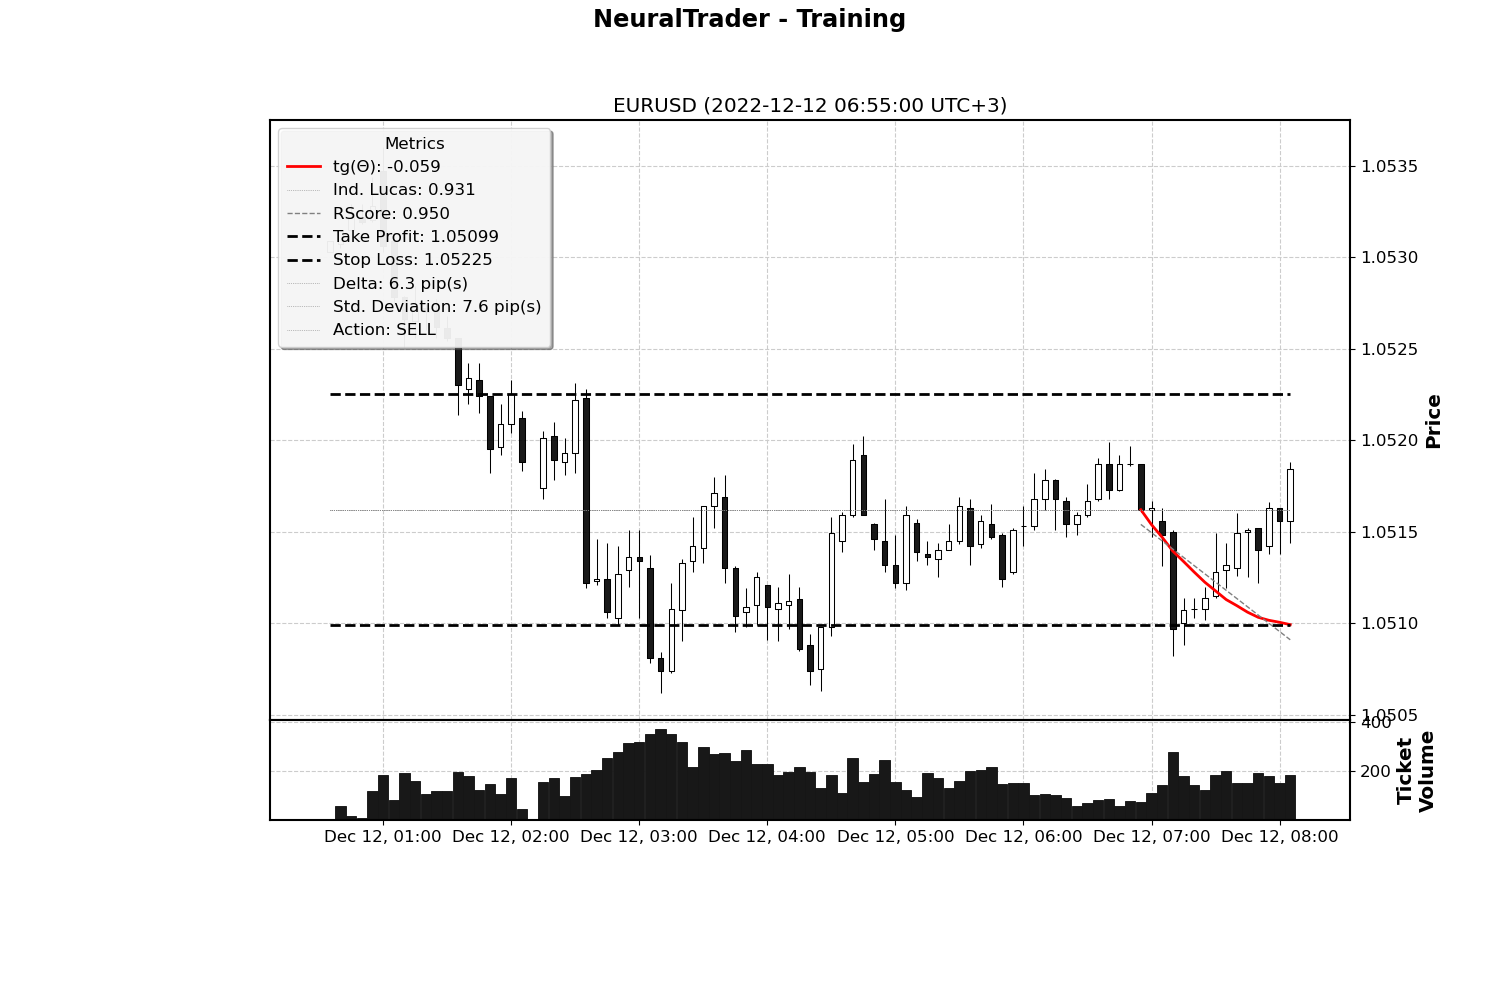 NeuralTrader - Training
EURUSD (2022-12-12 06:55:00 UTC+3)
Metrics
tg(Θ): -0.059
Ind. Lucas: 0.931
RScore: 0.950
Take Profit: 1.05099
Stop Loss: 1.05225
Delta: 6.3 pip(s)
Std. Deviation: 7.6 pip(s)
Action: SELL
1.0535
1.0530
1.0525
1.0520
1.0515
1.0510
1.0505
Price
400
200
Ticket
Volume
Dec 12, 01:00 Dec 12, 02:00 Dec 12, 03:00 Dec 12, 04:00 Dec 12, 05:00 Dec 12, 06:00 Dec 12, 07:00 Dec 12, 08:00